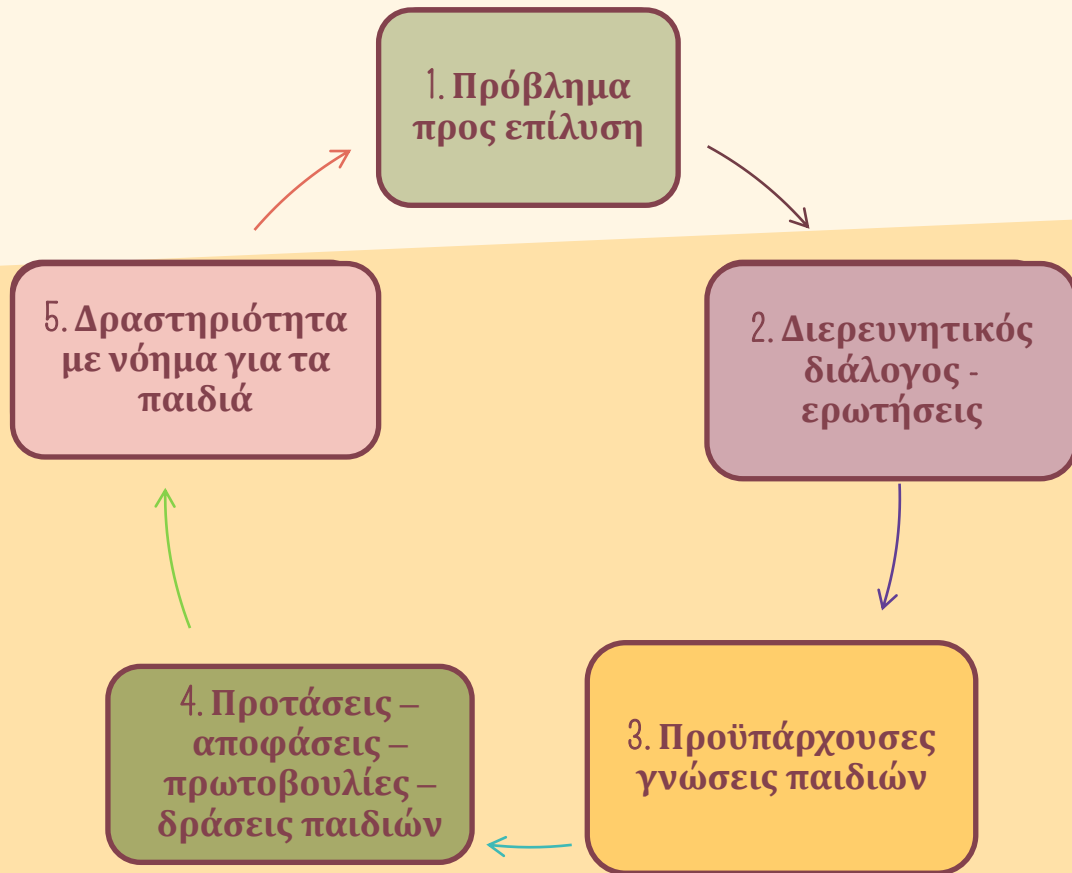 1. Πρόβλημα
προς επίλυση
2. Διερευνητικός
διάλογος -
ερωτήσεις
3. Προϋπάρχουσες
γνώσεις παιδιών
4. Προτάσεις –
αποφάσεις –
πρωτοβουλίες –
δράσεις παιδιών
5. Δραστηριότητα
με νόημα για τα
παιδιά